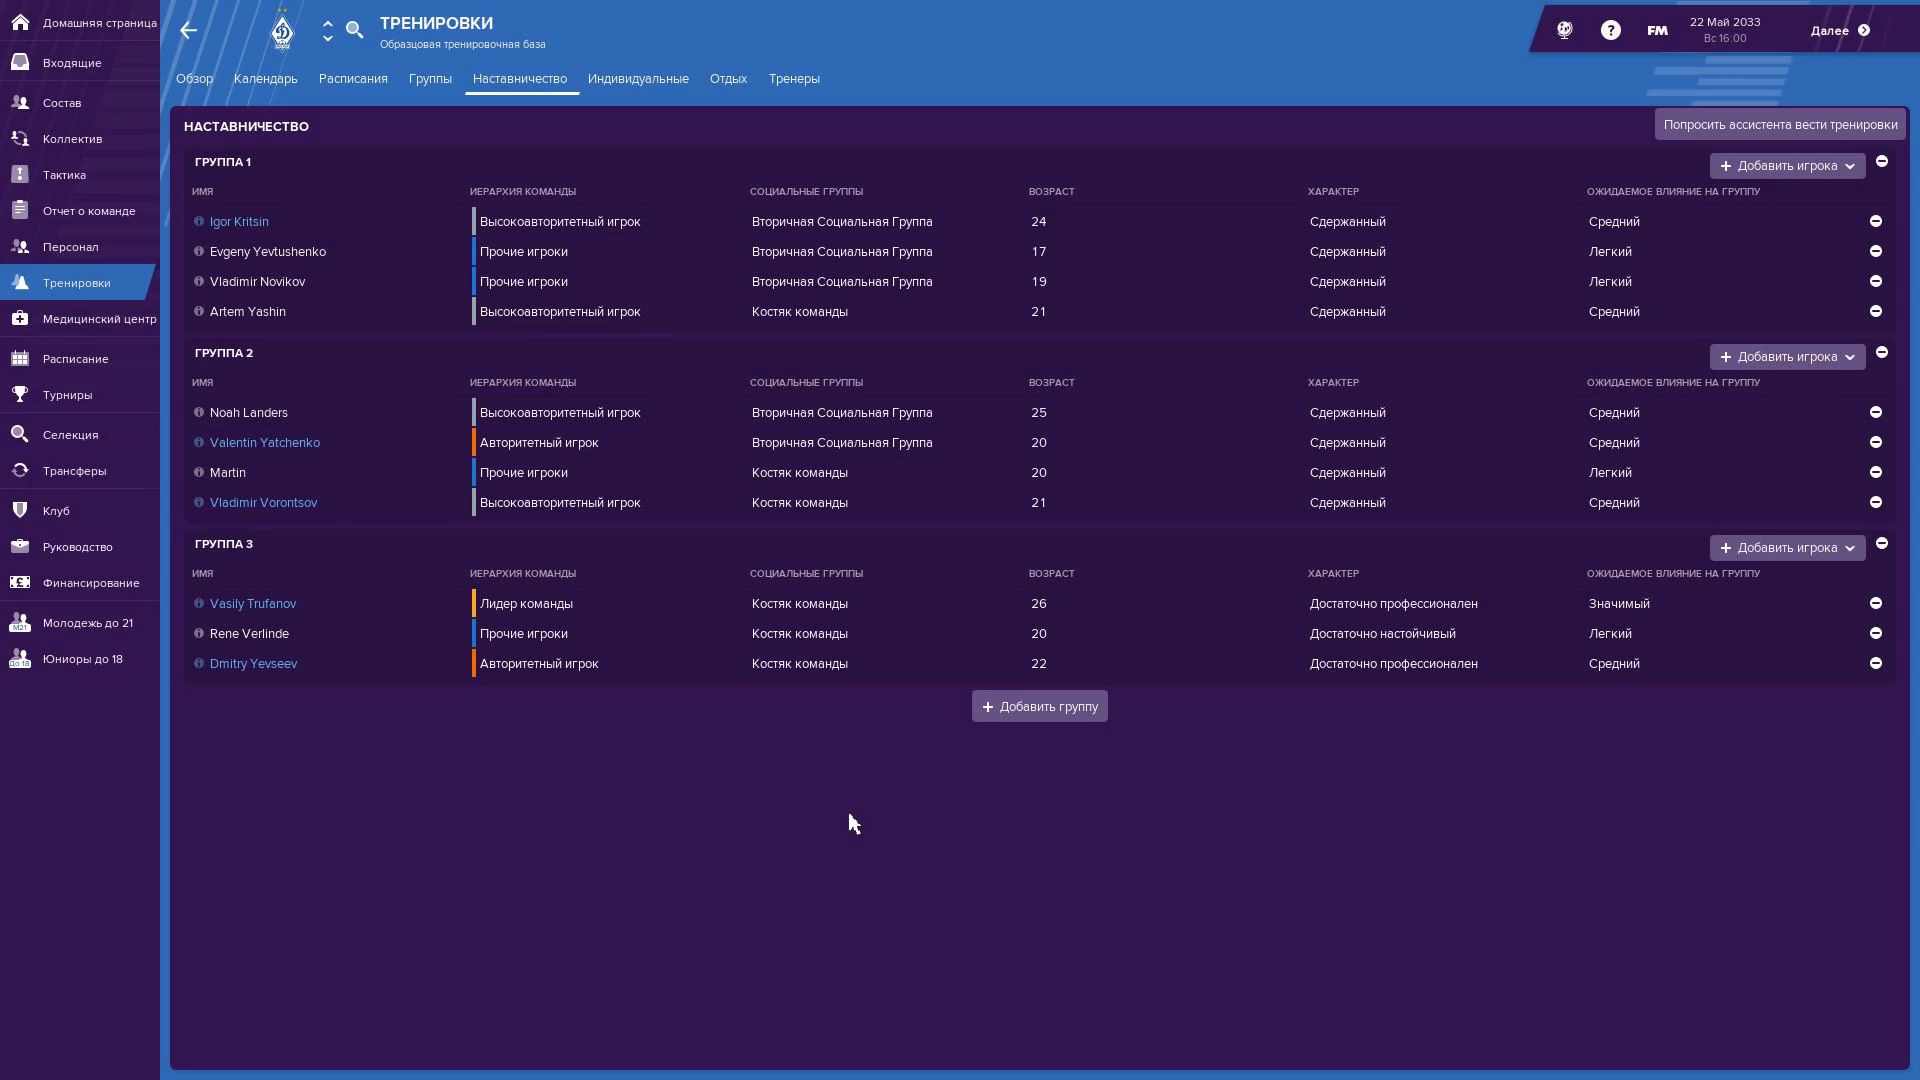 Домашняя страница
Входящие
Состав
Коллектив
Тактика
Отчет о команде
Персонал
Тренировки
Медицинский центр
Расписание
Турниры
Селекция
Трансферы
Клуб
Руководство
Финансирование
М21
Молодежь до 21
До 18
Юниоры до 18
ТРЕНИРОВКИ
Образцовая тренировочная база
FM
22 Май 2033
Вс 16:00
Далее
Обзор Календарь Расписания Группы Наставничество Индивидуальные Отдых Тренеры
НАСТАВНИЧЕСТВО
Попросить ассистента вести тренировки
ГРУППА 1
Добавить игрока
ИМЯ ИЕРАРХИЯ КОМАНДЫ СОЦИАЛЬНЫЕ ГРУППЫ ВОЗРАСТ ХАРАКТЕР ОЖИДАЕМОЕ ВЛИЯНИЕ НА ГРУППУ
Igor Kritsin Высокоавторитетный игрок Вторичная Социальная Группа 24 Сдержанный Средний
Evgeny Yevtushenko Прочие игроки Вторичная Социальная Группа 17 Сдержанный Легкий
Vladimir Novikov Прочие игроки Вторичная Социальная Группа 19 Сдержанный Легкий
Artem Yashin Высокоавторитетный игрок Костяк команды 21 Сдержанный Средний
ГРУППА 2
Добавить игрока
ИМЯ ИЕРАРХИЯ КОМАНДЫ СОЦИАЛЬНЫЕ ГРУППЫ ВОЗРАСТ ХАРАКТЕР ОЖИДАЕМОЕ ВЛИЯНИЕ НА ГРУППУ
Noah Landers Высокоавторитетный игрок Вторичная Социальная Группа 25 Сдержанный Средний
Valentin Yatchenko Авторитетный игрок Вторичная Социальная Группа 20 Сдержанный Средний
Martin Прочие игроки Костяк команды 20 Сдержанный Легкий
Vladimir Vorontsov Высокоавторитетный игрок Костяк команды 21 Сдержанный Средний
ГРУППА 3
Добавить игрока
ИМЯ ИЕРАРХИЯ КОМАНДЫ СОЦИАЛЬНЫЕ ГРУППЫ ВОЗРАСТ ХАРАКТЕР ОЖИДАЕМОЕ ВЛИЯНИЕ НА ГРУППУ
Vasily Trufanov Лидер команды Костяк команды 26 Достаточно профессионален Значимый
Rene Verlinde Прочие игроки Костяк команды 20 Достаточно настойчивый Легкий
Dmitry Yevseev Авторитетный игрок Костяк команды 22 Достаточно профессионален Средний
Добавить группу